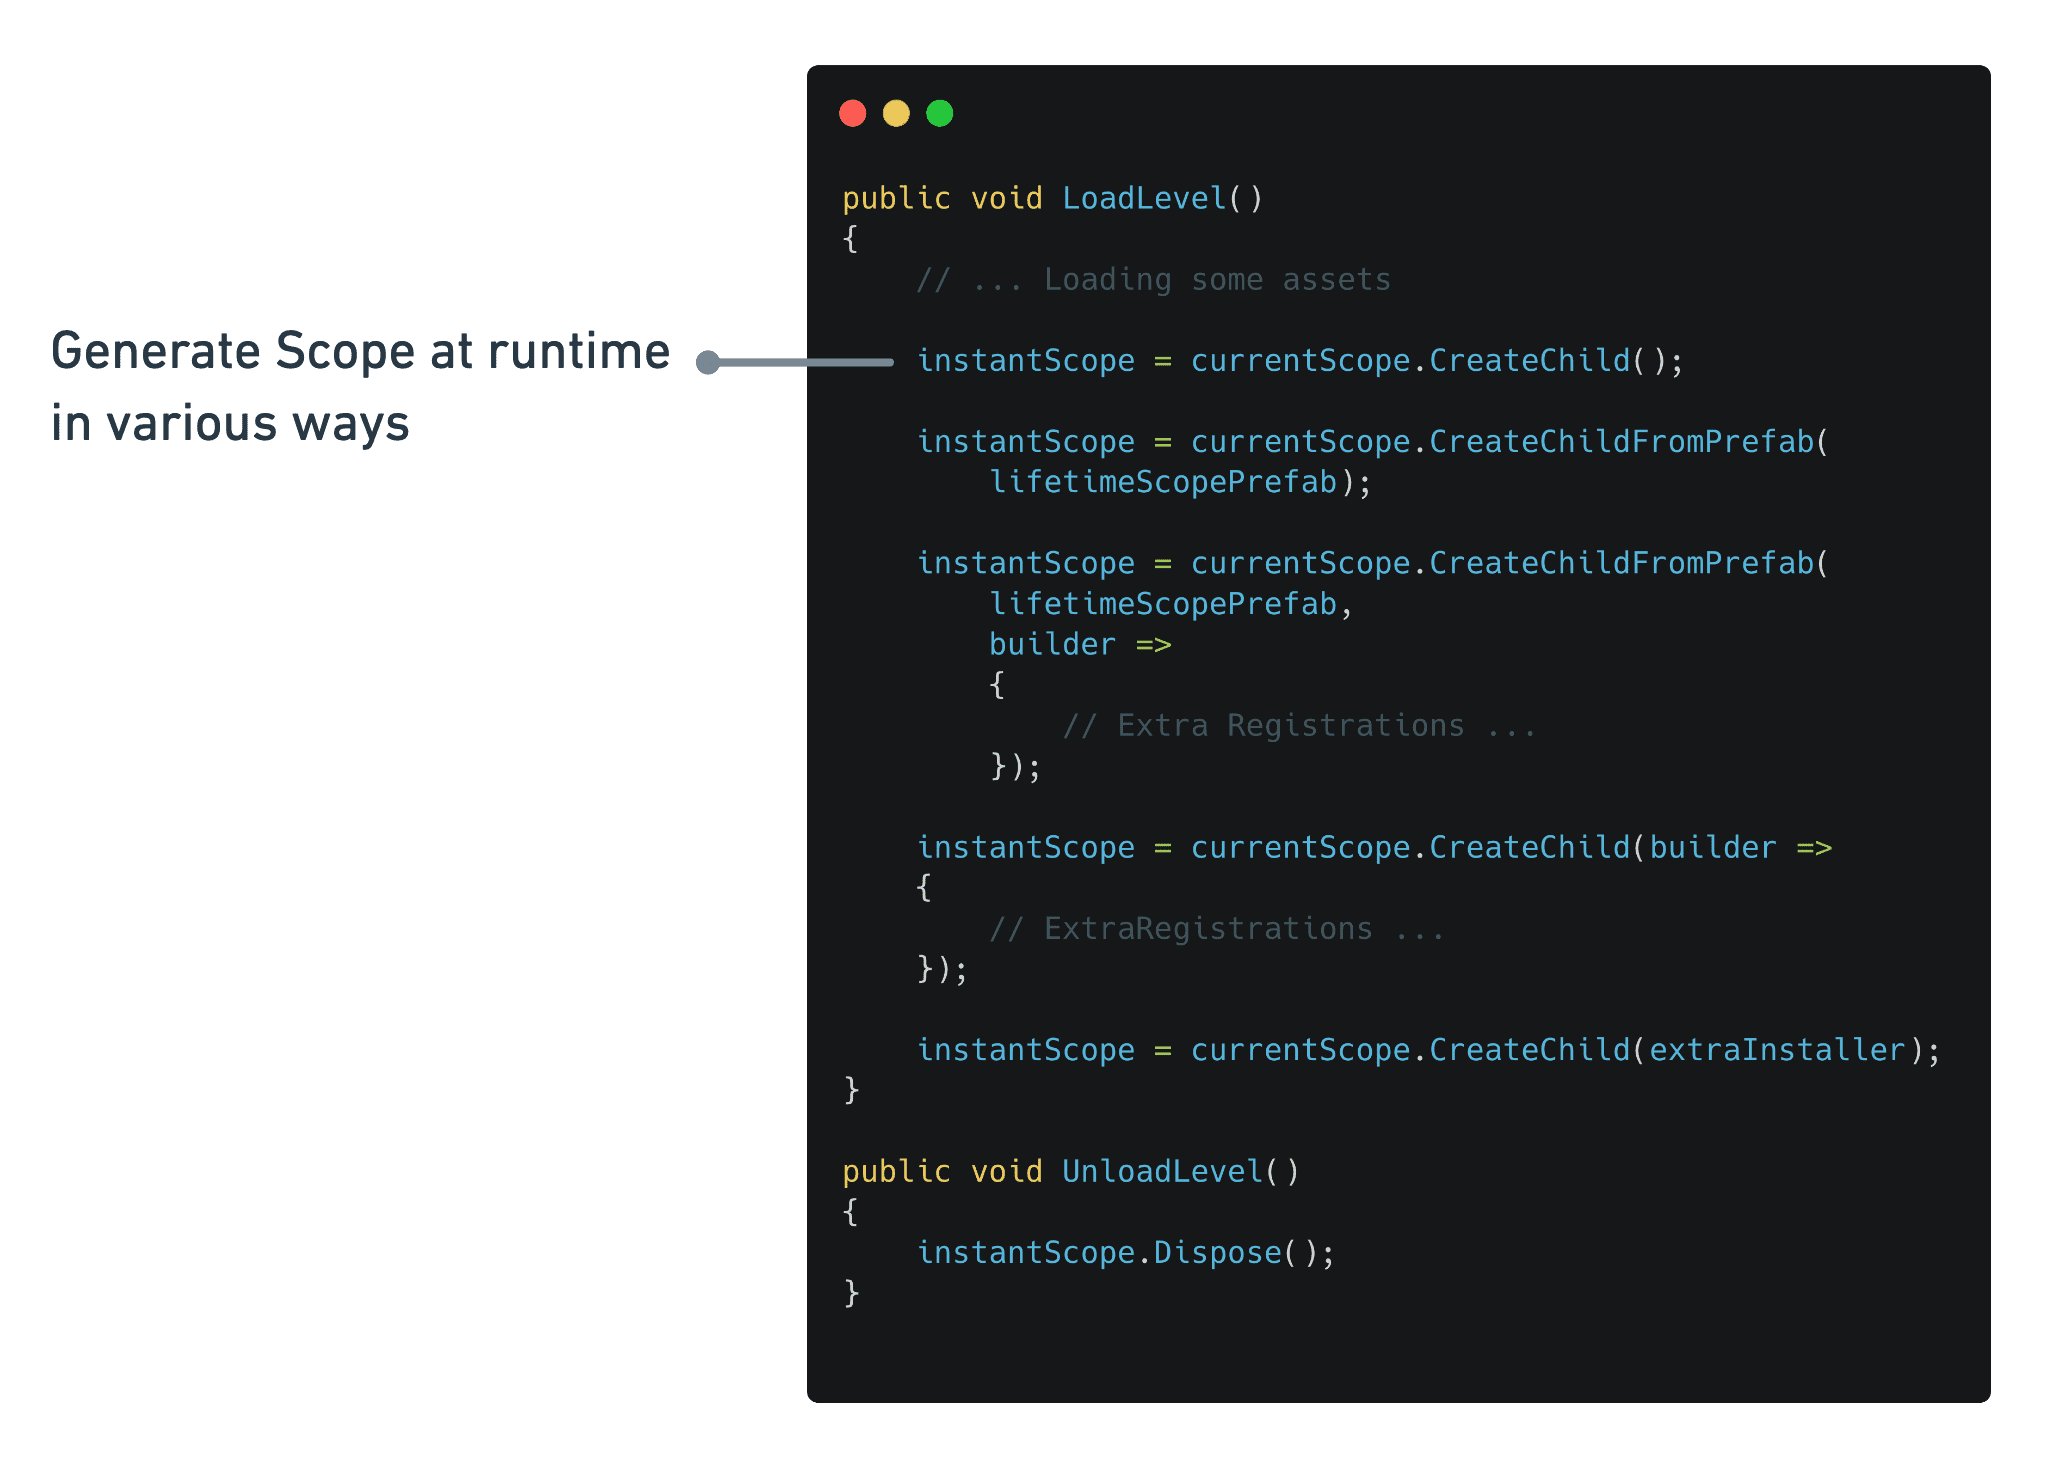 Generate Scope at runtime
in various ways
public void LoadLevel()
{
    // ... Loading some assets
    instantScope = currentScope.CreateChild();
    instantScope = currentScope.CreateChildFromPrefab(
        lifetimeScopePrefab);
    instantScope = currentScope.CreateChildFromPrefab(
        lifetimeScopePrefab,
        builder =>
        {
            // Extra Registrations ...
        });
    instantScope = currentScope.CreateChild(builder =>
    {
        // ExtraRegistrations ...
    });
    instantScope = currentScope.CreateChild(extraInstaller);
}
public void UnloadLevel()
{
    instantScope.Dispose();
}